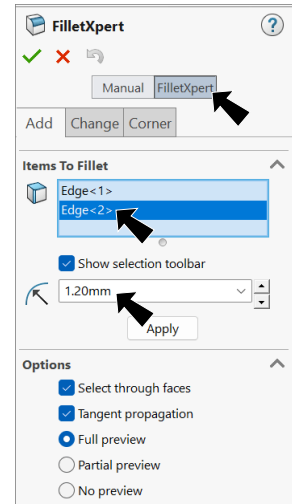 FilletXpert ?
Manual FilletXpert
Add Change Corner
Items To Fillet
Edge<1>
Edge<2>
Show selection toolbar
1.20mm
Apply
Options
Select through faces
Tangent propagation
Full preview
Partial preview
No preview